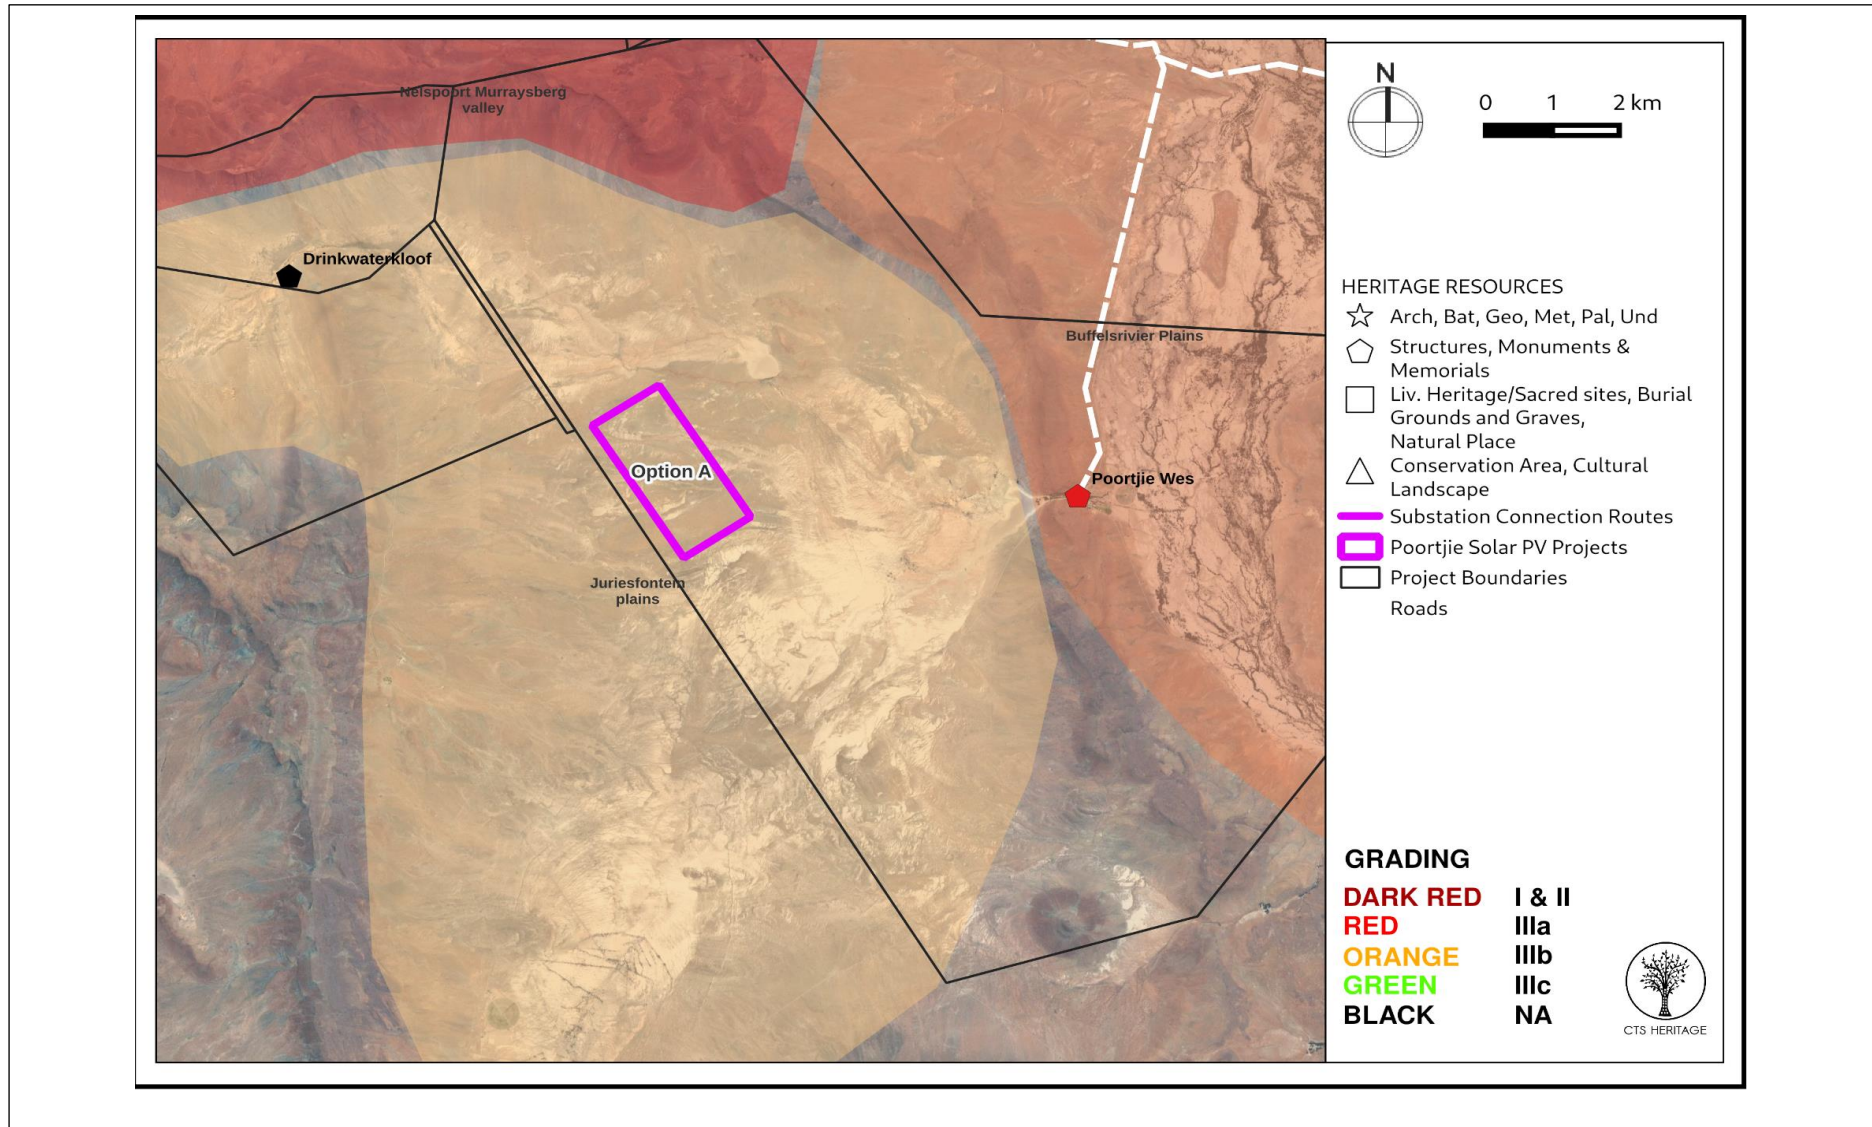 Nelspoort Murraysberg
valley
Drinkwaterkloof
Buffelsrivier Plains
Option A
Poortjie Wes
Juriesfontein
plains
N
0 1 2 km
HERITAGE RESOURCES
Arch, Bat, Geo, Met, Pal, Und
Structures, Monuments &
Memorials
Liv. Heritage/Sacred sites, Burial
Grounds and Graves,
Natural Place
Conservation Area, Cultural
Landscape
Substation Connection Routes
Poortjie Solar PV Projects
Project Boundaries
Roads
GRADING
DARK RED I & II
RED IIIa
ORANGE IIIb
GREEN IIIc
BLACK NA
CTS HERITAGE